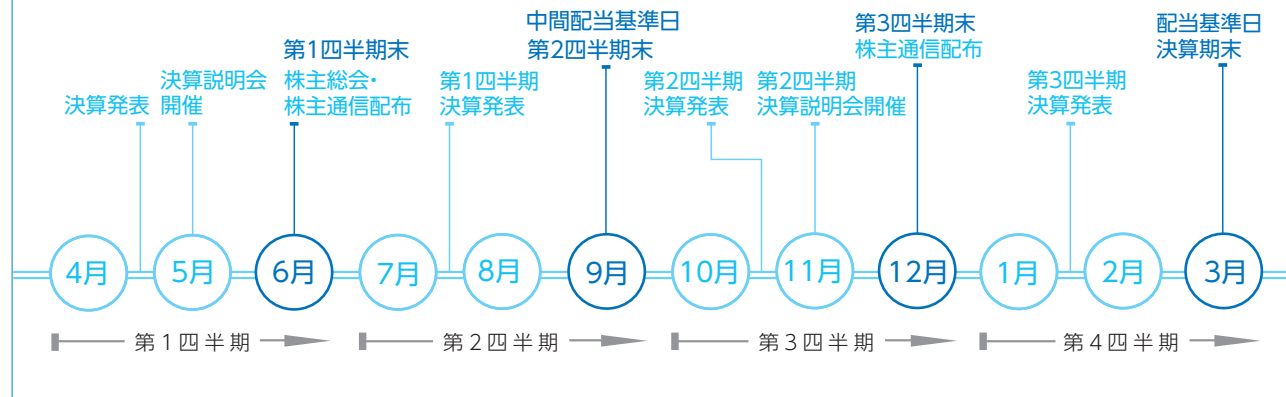 決算発表
決算説明会
開催
第1四半期末
株主総会・
株主通信配布
第1四半期
決算発表
中間配当基準日
第2四半期末
第2四半期
決算発表
第2四半期
決算説明会開催
第3四半期末
株主通信配布
第3四半期
決算発表
配当基準日
決算期末
4月 5月 6月 7月 8月 9月 10月 11月 12月 1月 2月 3月
第1四半期 第2四半期 第3四半期 第4四半期